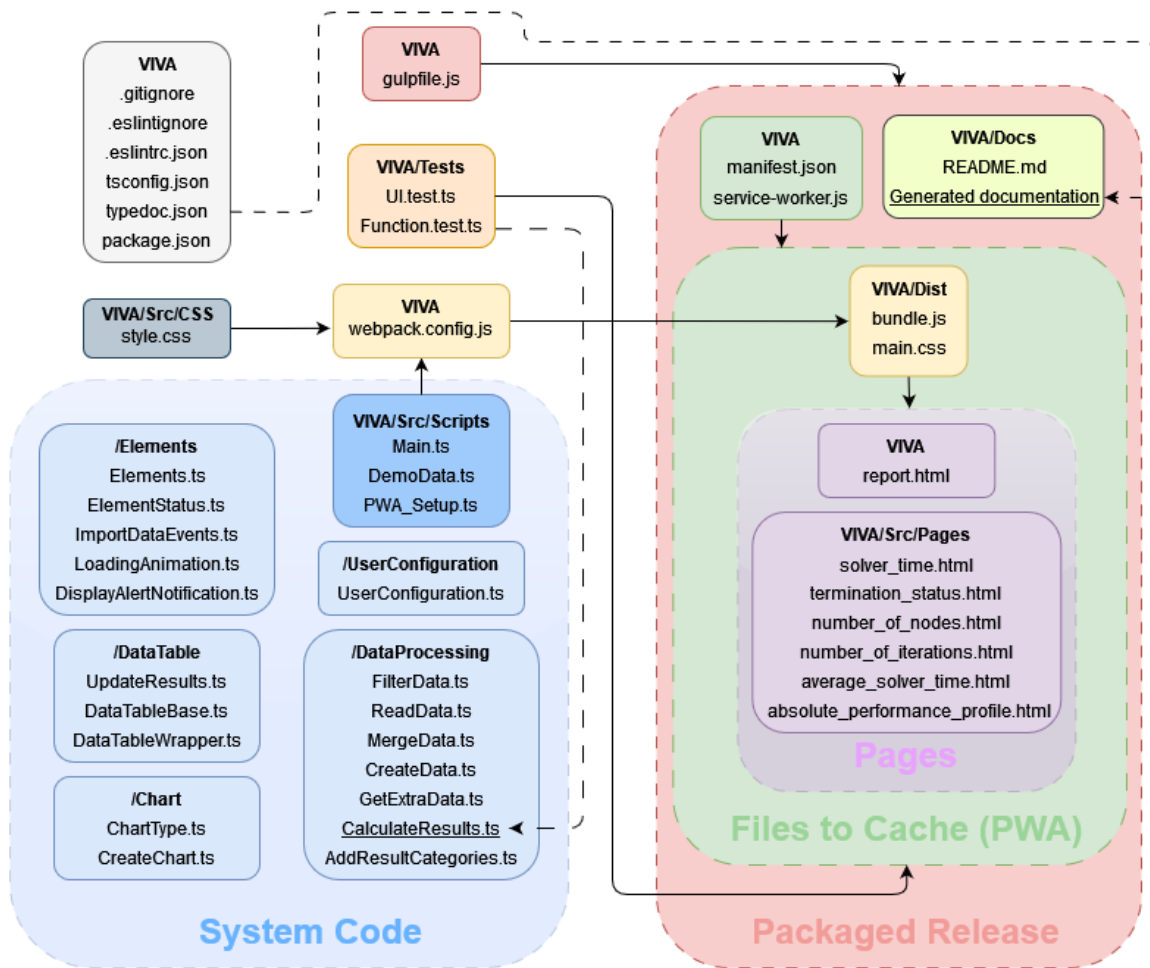 VIVA
.gitignore
.eslintignore
.eslintrc.json
tsconfig.json
typedoc.json
package.json
VIVA
gulpfile.js
VIVA/Tests
UI.test.ts
Function.test.ts
VIVA/Src/CSS
style.css
VIVA
webpack.config.js
VIVA/Src/Scripts
Main.ts
DemoData.ts
PWA_Setup.ts
/Elements
Elements.ts
ElementStatus.ts
ImportDataEvents.ts
LoadingAnimation.ts
DisplayAlertNotification.ts
/UserConfiguration
UserConfiguration.ts
/DataTable
UpdateResults.ts
DataTableBase.ts
DataTableWrapper.ts
/DataProcessing
FilterData.ts
ReadData.ts
MergeData.ts
CreateData.ts
GetExtraData.ts
CalculateResults.ts
AddResultCategories.ts
/Chart
ChartType.ts
CreateChart.ts
System Code
VIVA
manifest.json
service-worker.js
VIVA/Docs
README.md
Generated documentation
VIVA/Dist
bundle.js
main.css
VIVA
report.html
VIVA/Src/Pages
solver_time.html
termination_status.html
number_of_nodes.html
number_of_iterations.html
average_solver_time.html
absolute_performance_profile.html
Pages
Files to Cache (PWA)
Packaged Release